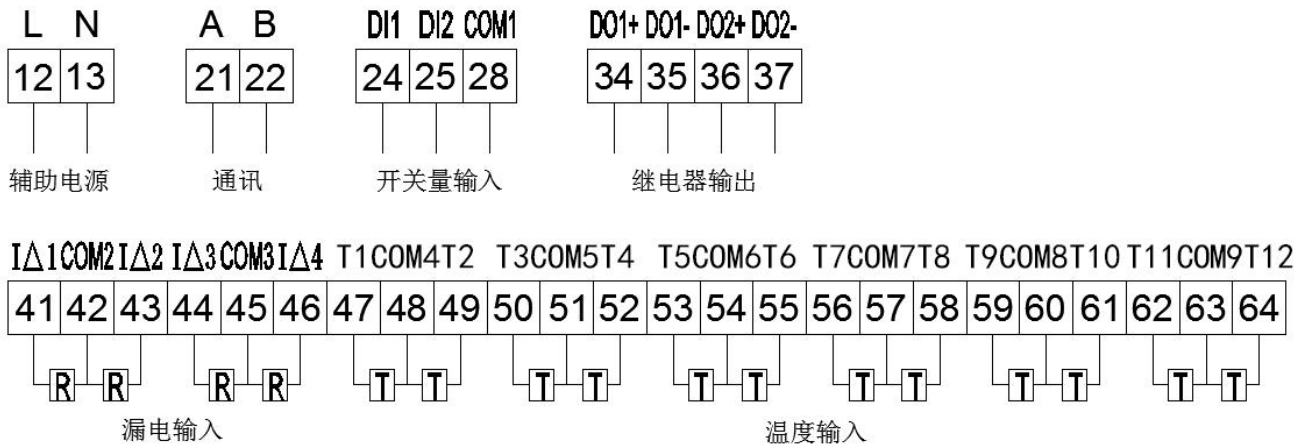 L N A B DI1 DI2 COM1 DO1+ DO1- DO2+ DO2-
12 13 21 22 24 25 28 34 35 36 37
辅助电源 通讯 开关量输入 继电器输出
I△1 COM2 I△2 I△3 COM3 I△4 T1 COM4 T2 T3 COM5 T4 T5 COM6 T6 T7 COM7 T8 T9 COM8 T10 T11 COM9 T12
41 42 43 44 45 46 47 48 49 50 51 52 53 54 55 56 57 58 59 60 61 62 63 64
R R R R T T T T T T T T T T T T
漏电输入 温度输入